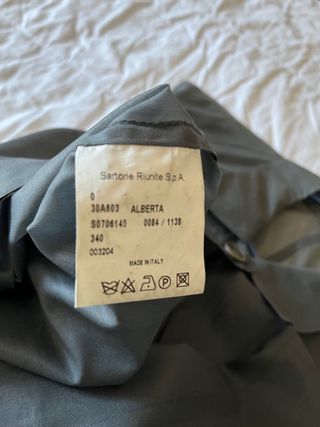 Sartorie Riunite S.p.A.
0
30A603 ALBERTA
S0706140 0084 / 1138
340
003204
MADE IN ITALY